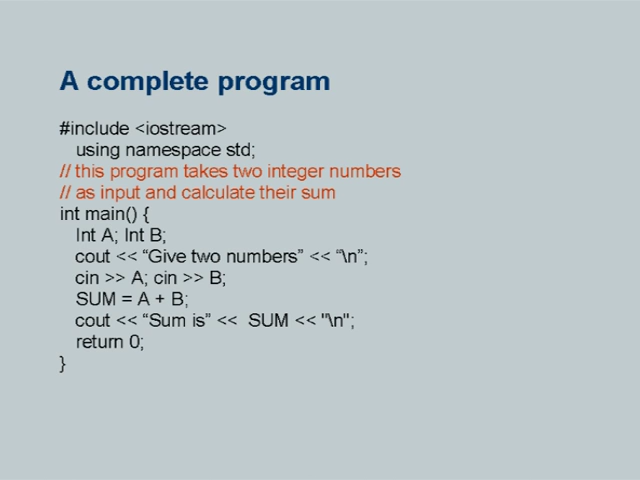 A complete program
#include <iostream>
using namespace std;
// this program takes two integer numbers
// as input and calculate their sum
int main() {
Int A; Int B;
cout << “Give two numbers” << “\n”;
cin >> A; cin >> B;
SUM = A + B;
cout << “Sum is” << SUM << "\n";
return 0;
}